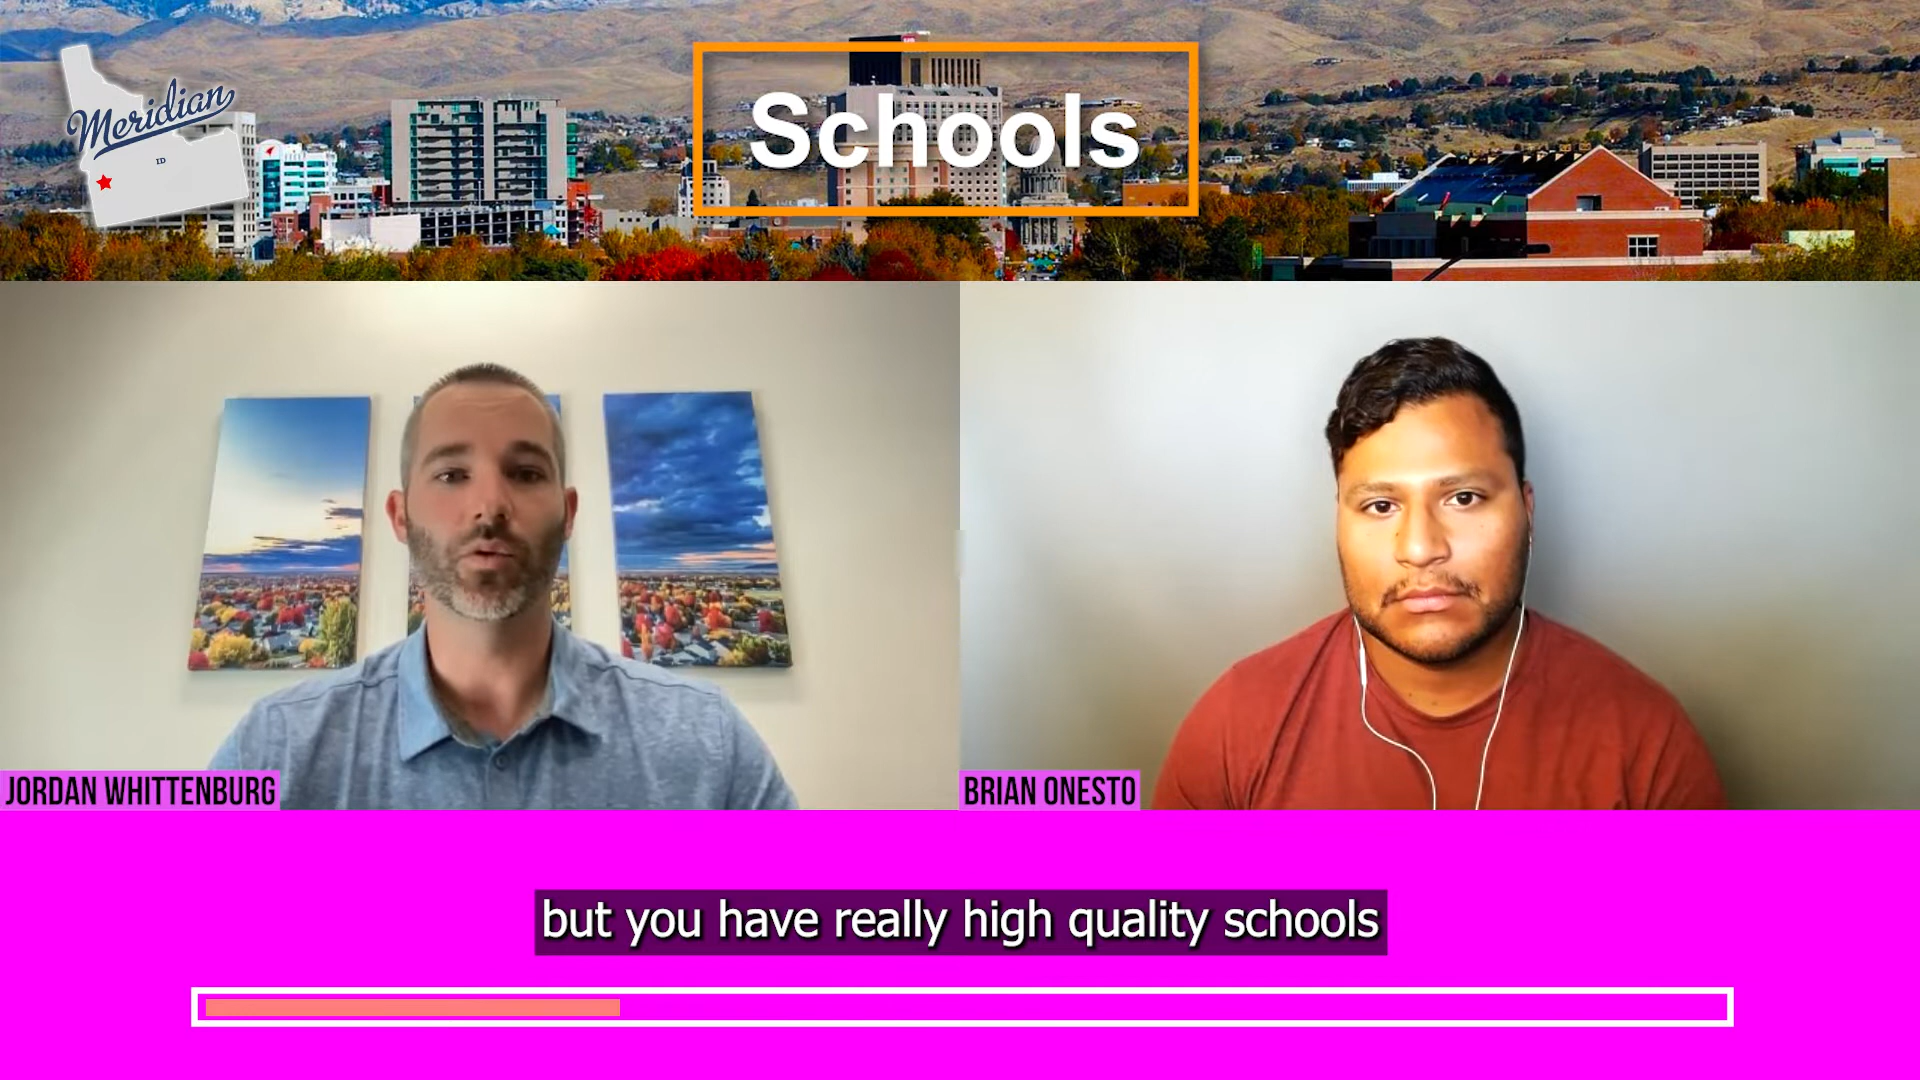 Meridian
ID
Schools
JORDAN WHITTENBURG
BRIAN ONESTO
but you have really high quality schools